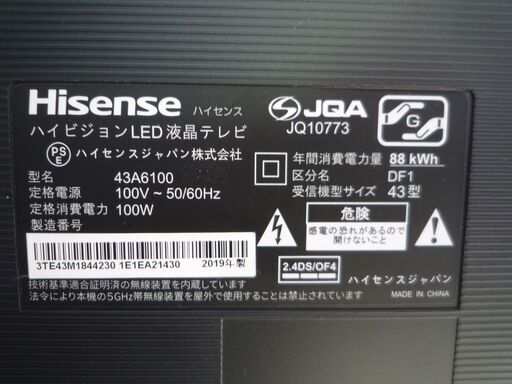 Hisense ハイセンス
ハイビジョンLED液晶テレビ
PS
E
ハイセンスジャパン株式会社
型名 43A6100
定格電源 100V ~ 50/60Hz
定格消費電力 100W
製造番号
3TE43M1844230 1E1EA21430 2019年製
技術基準適合証明済の無線装置を内蔵しています
法令により本機の5GHz帯無線装置を屋外で使用することは禁止されています。
JQA
JQ10773
G
年間消費電力量 88 kWh
区分名 DF1
受信機型サイズ 43型
危険
感電の恐れがあるので
開けないこと
2.4DS/OF4
ハイセンスジャパン
MADE IN CHINA